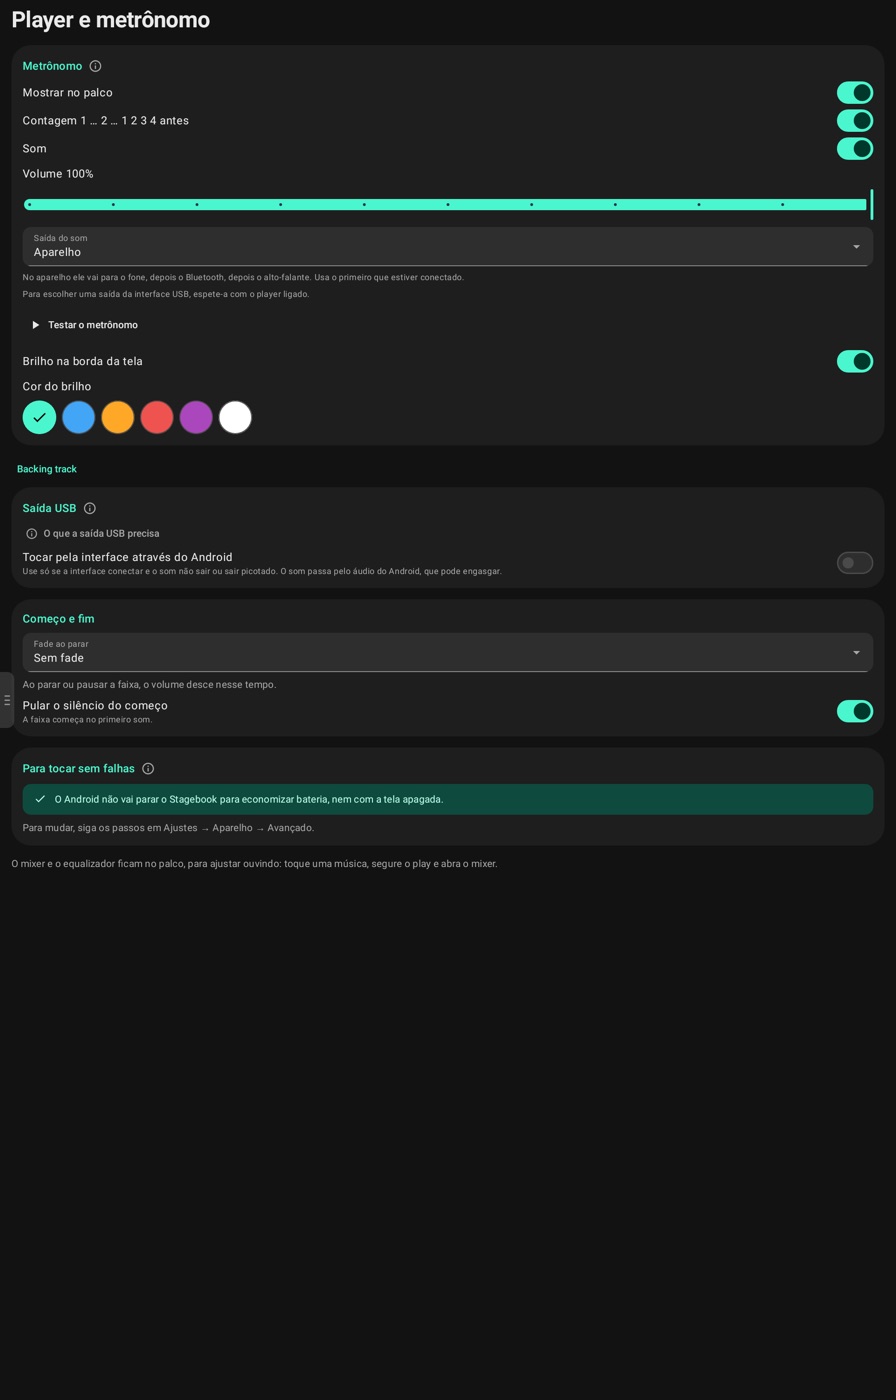 Player e metrônomo
Metrônomo
Mostrar no palco
Contagem 1 … 2 … 1 2 3 4 antes
Som
Volume 100%
Saída do som
Aparelho
No aparelho ele vai para o fone, depois o Bluetooth, depois o alto-falante. Usa o primeiro que estiver conectado.
Para escolher uma saída da interface USB, espete-a com o player ligado.
Testar o metrônomo
Brilho na borda da tela
Cor do brilho
Backing track
Saída USB
O que a saída USB precisa
Tocar pela interface através do Android
Use só se a interface conectar e o som não sair ou sair picotado. O som passa pelo áudio do Android, que pode engasgar.
Começo e fim
Fade ao parar
Sem fade
Ao parar ou pausar a faixa, o volume desce nesse tempo.
Pular o silêncio do começo
A faixa começa no primeiro som.
Para tocar sem falhas
O Android não vai parar o Stagebook para economizar bateria, nem com a tela apagada.
Para mudar, siga os passos em Ajustes → Aparelho → Avançado.
O mixer e o equalizador ficam no palco, para ajustar ouvindo: toque uma música, segure o play e abra o mixer.